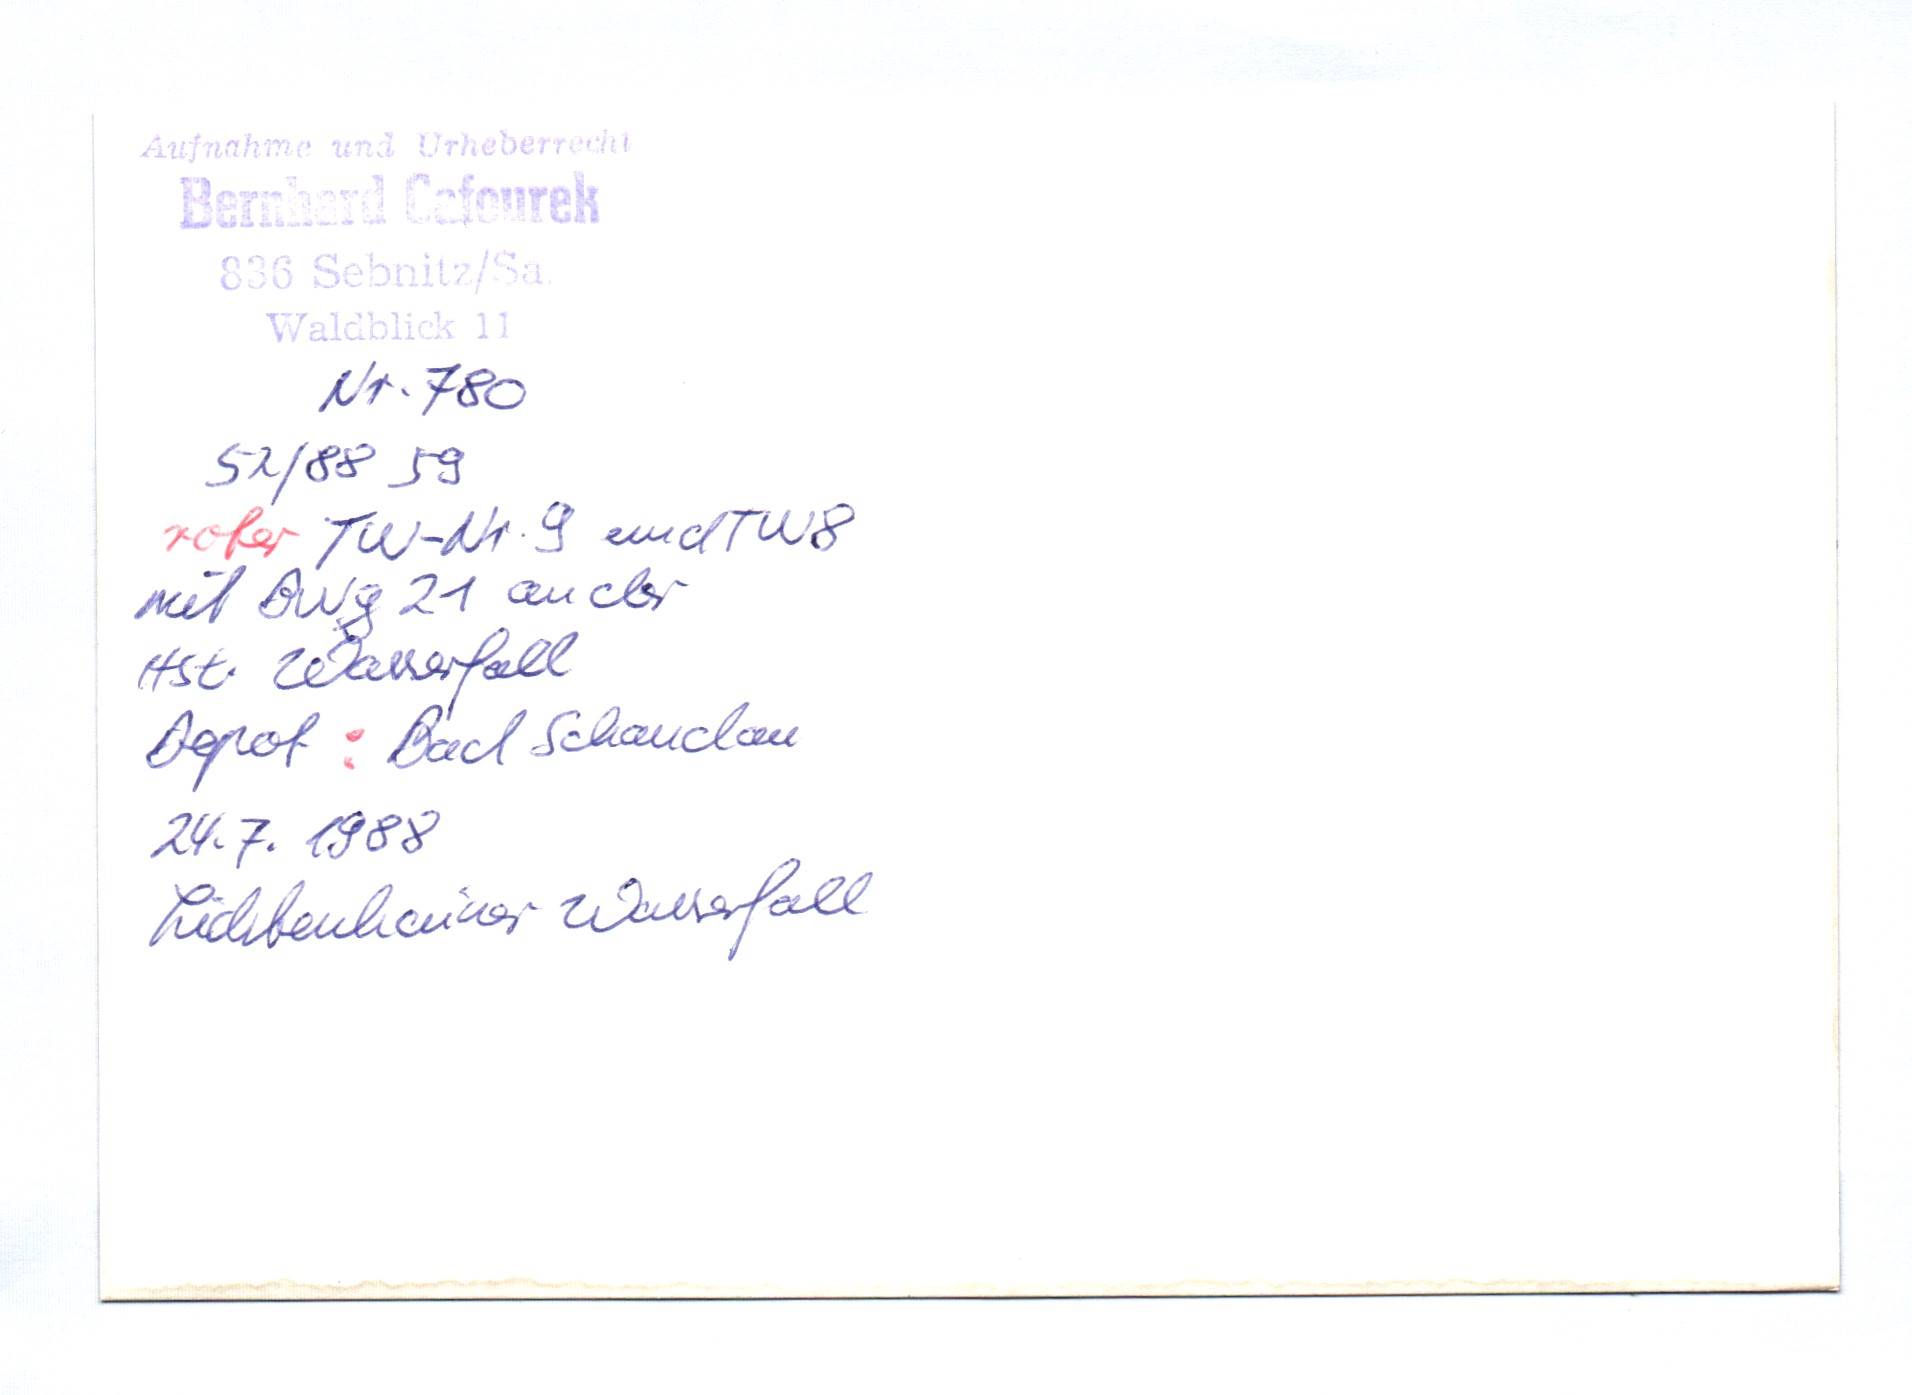 Aufnahme und Urheberrecht
Bernhard Cafourek
836 Sebnitz/Sa.
Waldblick 11
Nr. 780
52/88 59
roter TW-Nr. 9 und TW8
mit BWg 21 an der
Hst. Wasserfall
Depot : Bad Schandau
24.7. 1988
Lichtenhainer Wasserfall